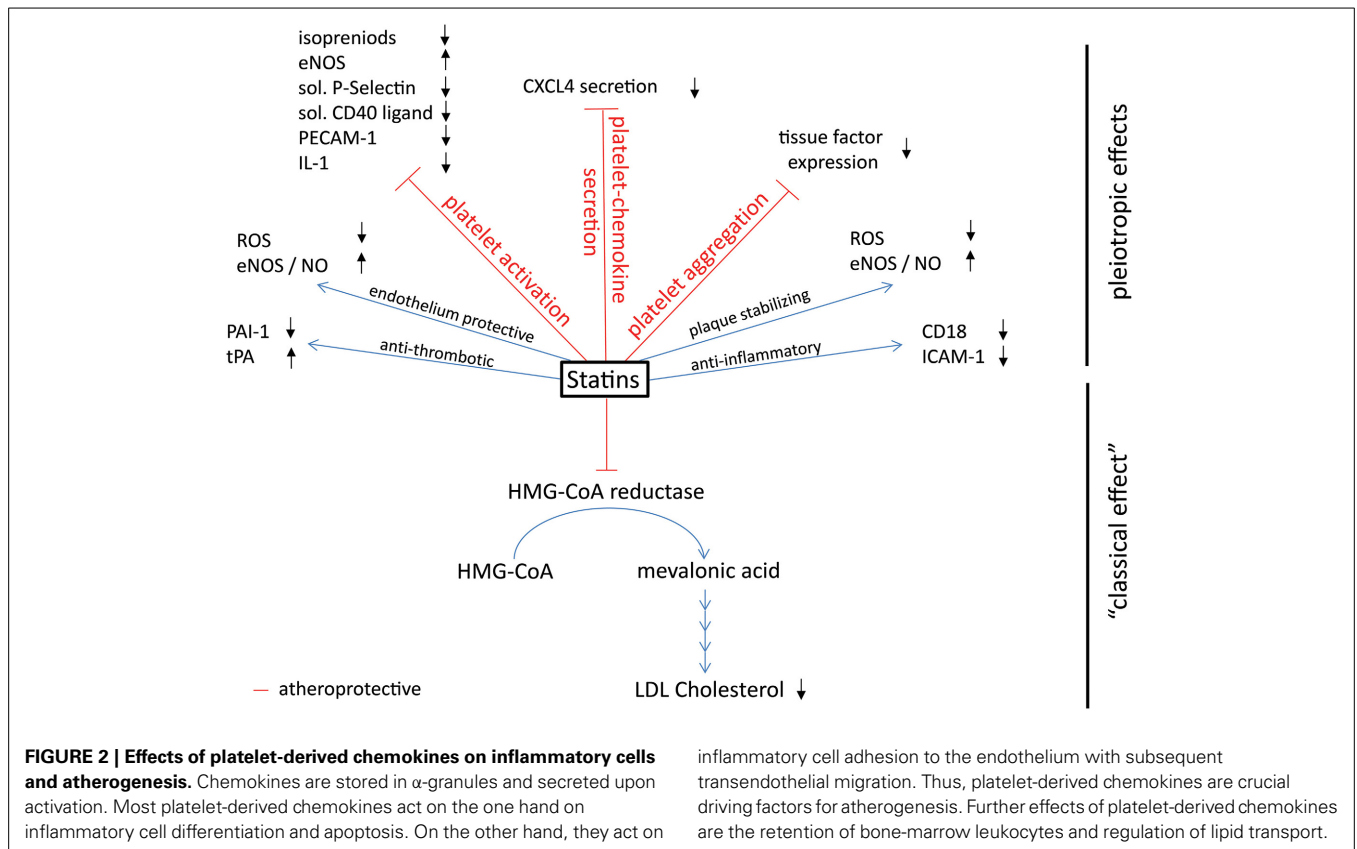 isopreniods ↓
eNOS ↑
sol. P-Selectin ↓
sol. CD40 ligand ↓
PECAM-1 ↓
IL-1 ↓
CXCL4 secretion ↓
tissue factor
expression ↓
platelet activation
platelet-chemokine
secretion
platelet aggregation
ROS ↓
eNOS / NO ↑
endothelium protective
PAI-1 ↓
tPA ↑
anti-thrombotic
ROS ↓
eNOS / NO ↑
plaque stabilizing
CD18 ↓
ICAM-1 ↓
anti-inflammatory
Statins
pleiotropic effects
HMG-CoA reductase
HMG-CoA
mevalonic acid
LDL Cholesterol ↓
"classical effect"
— atheroprotective
FIGURE 2 | Effects of platelet-derived chemokines on inflammatory cells
and atherogenesis. Chemokines are stored in α-granules and secreted upon
activation. Most platelet-derived chemokines act on the one hand on
inflammatory cell differentiation and apoptosis. On the other hand, they act on
inflammatory cell adhesion to the endothelium with subsequent
transendothelial migration. Thus, platelet-derived chemokines are crucial
driving factors for atherogenesis. Further effects of platelet-derived chemokines
are the retention of bone-marrow leukocytes and regulation of lipid transport.